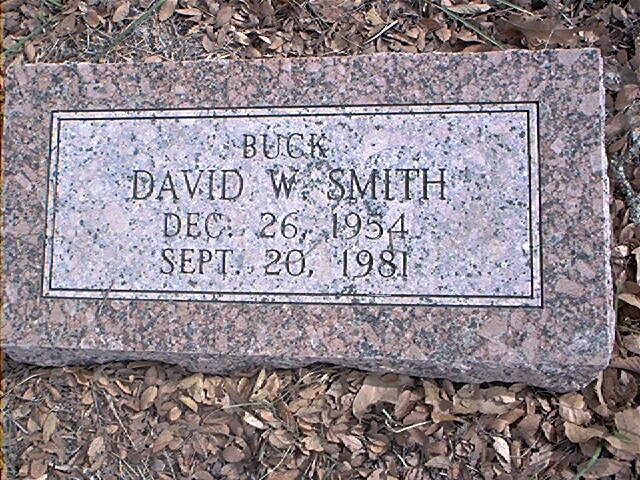 BUCK
DAVID W. SMITH
DEC. 26, 1954
SEPT. 20, 1981